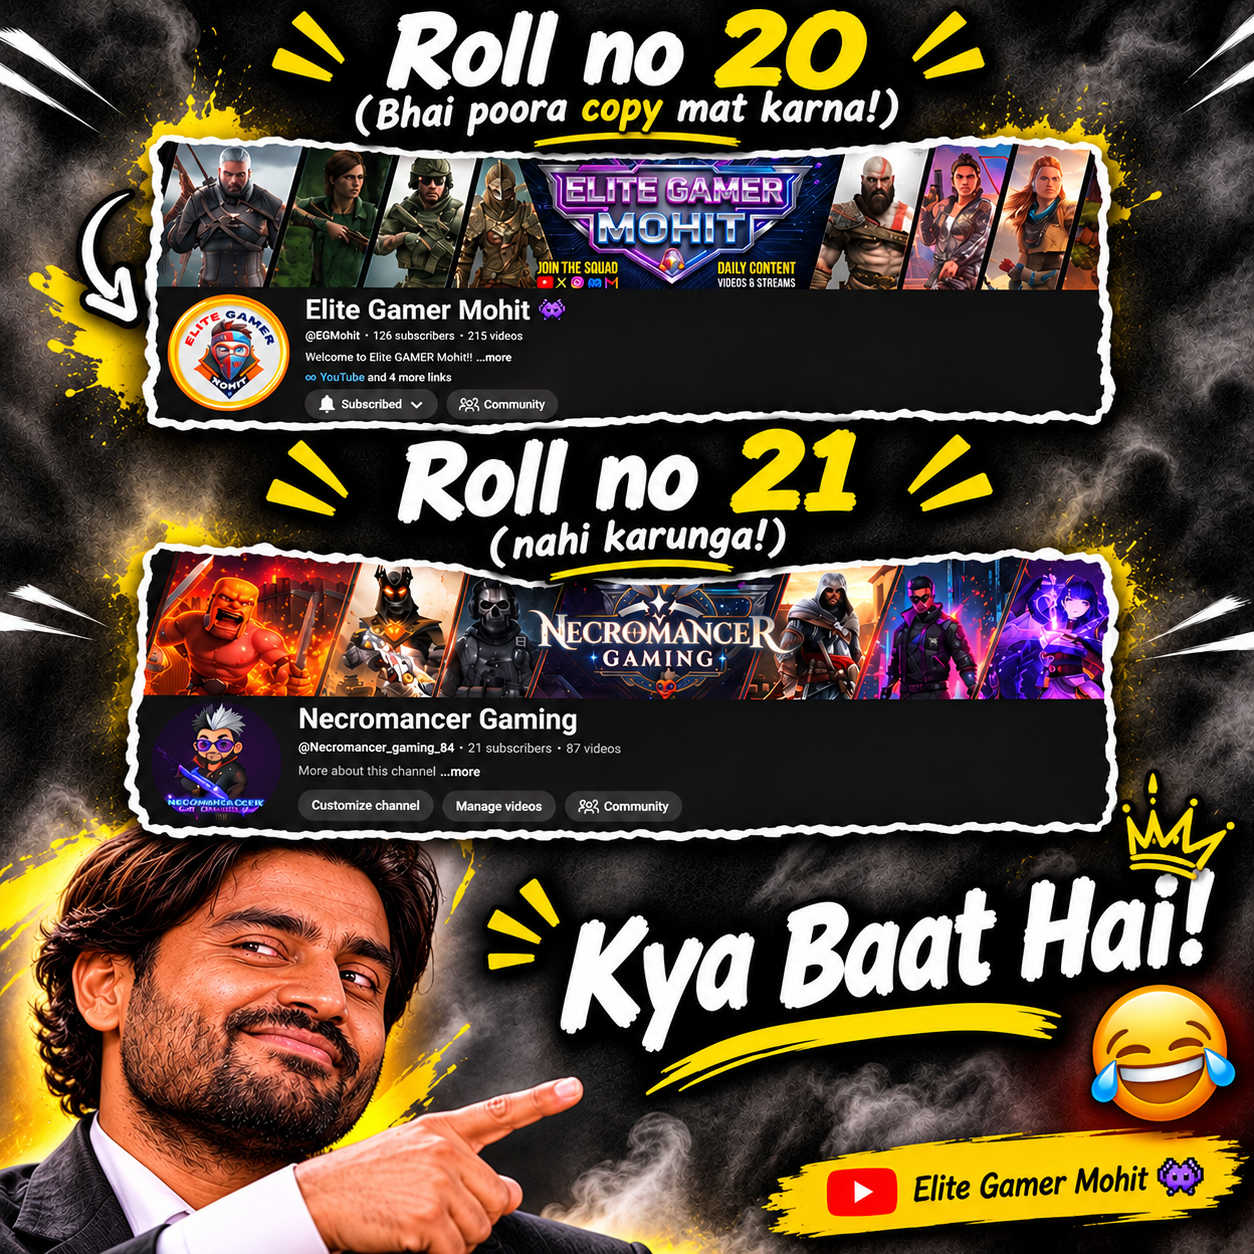 Roll no 20
(Bhai poora copy mat karna!)
ELITE GAMER
MOHIT
JOIN THE SQUAD
DAILY CONTENT
VIDEOS & STREAMS
ELITE GAMER
MOHIT
Elite Gamer Mohit 👾
@EGMohit • 126 subscribers • 215 videos
Welcome to Elite GAMER Mohit!! ...more
YouTube and 4 more links
Subscribed
Community
Roll no 21
(nahi karunga!)
NECROMANCER
GAMING
Necromancer Gaming
@Necromancer_gaming_84 • 21 subscribers • 87 videos
More about this channel ...more
Customize channel
Manage videos
Community
Kya Baat Hai!
Elite Gamer Mohit 👾